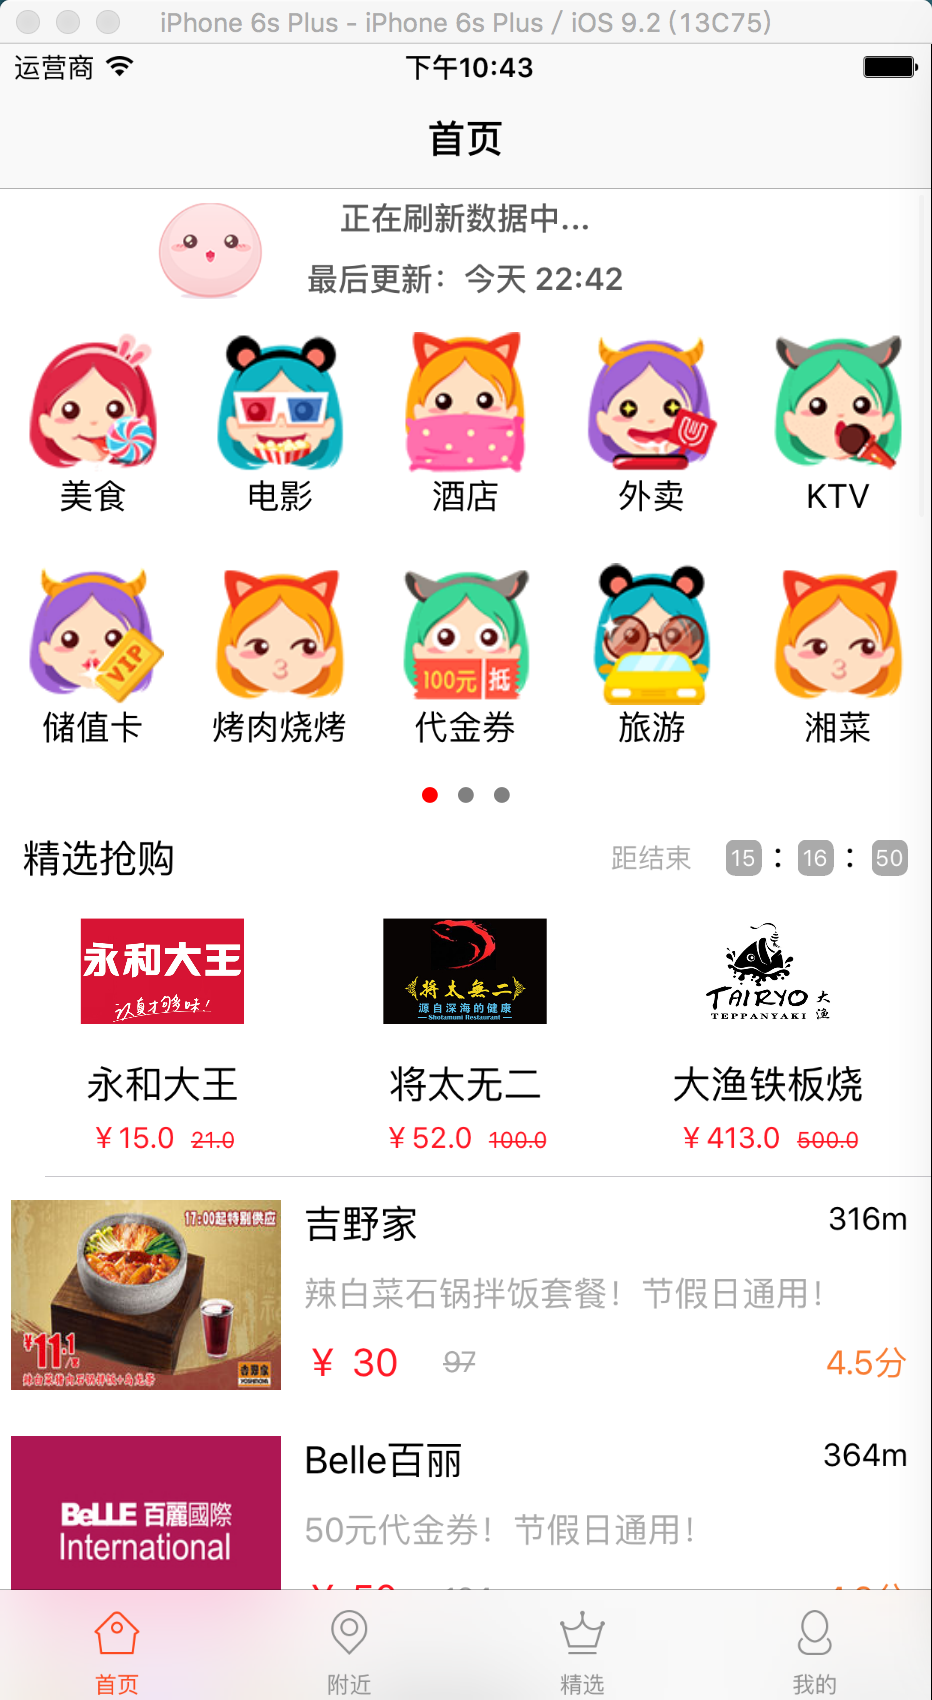 iPhone 6s Plus - iPhone 6s Plus / iOS 9.2 (13C75)
运营商 下午10:43
首页
正在刷新数据中...
最后更新：今天 22:42
美食 电影 酒店 外卖 KTV
VIP 100元 抵
储值卡 烤肉烧烤 代金券 旅游 湘菜
精选抢购 距结束 15 : 16 : 50
永和大王
认真才够味！
将太無二
源自深海的健康
Shotamuni Restaurant
TAIRYO 大渔
TEPPANYAKI
永和大王 将太无二 大渔铁板烧
￥15.0 21.0 ￥52.0 100.0 ￥413.0 500.0
17:00起特别供应
¥11.1
吉野家
YOSHINOYA
吉野家 316m
辣白菜石锅拌饭套餐！节假日通用！
￥ 30 97 4.5分
BeLLE 百麗國際
International
Belle百丽 364m
50元代金券！节假日通用！
首页 附近 精选 我的